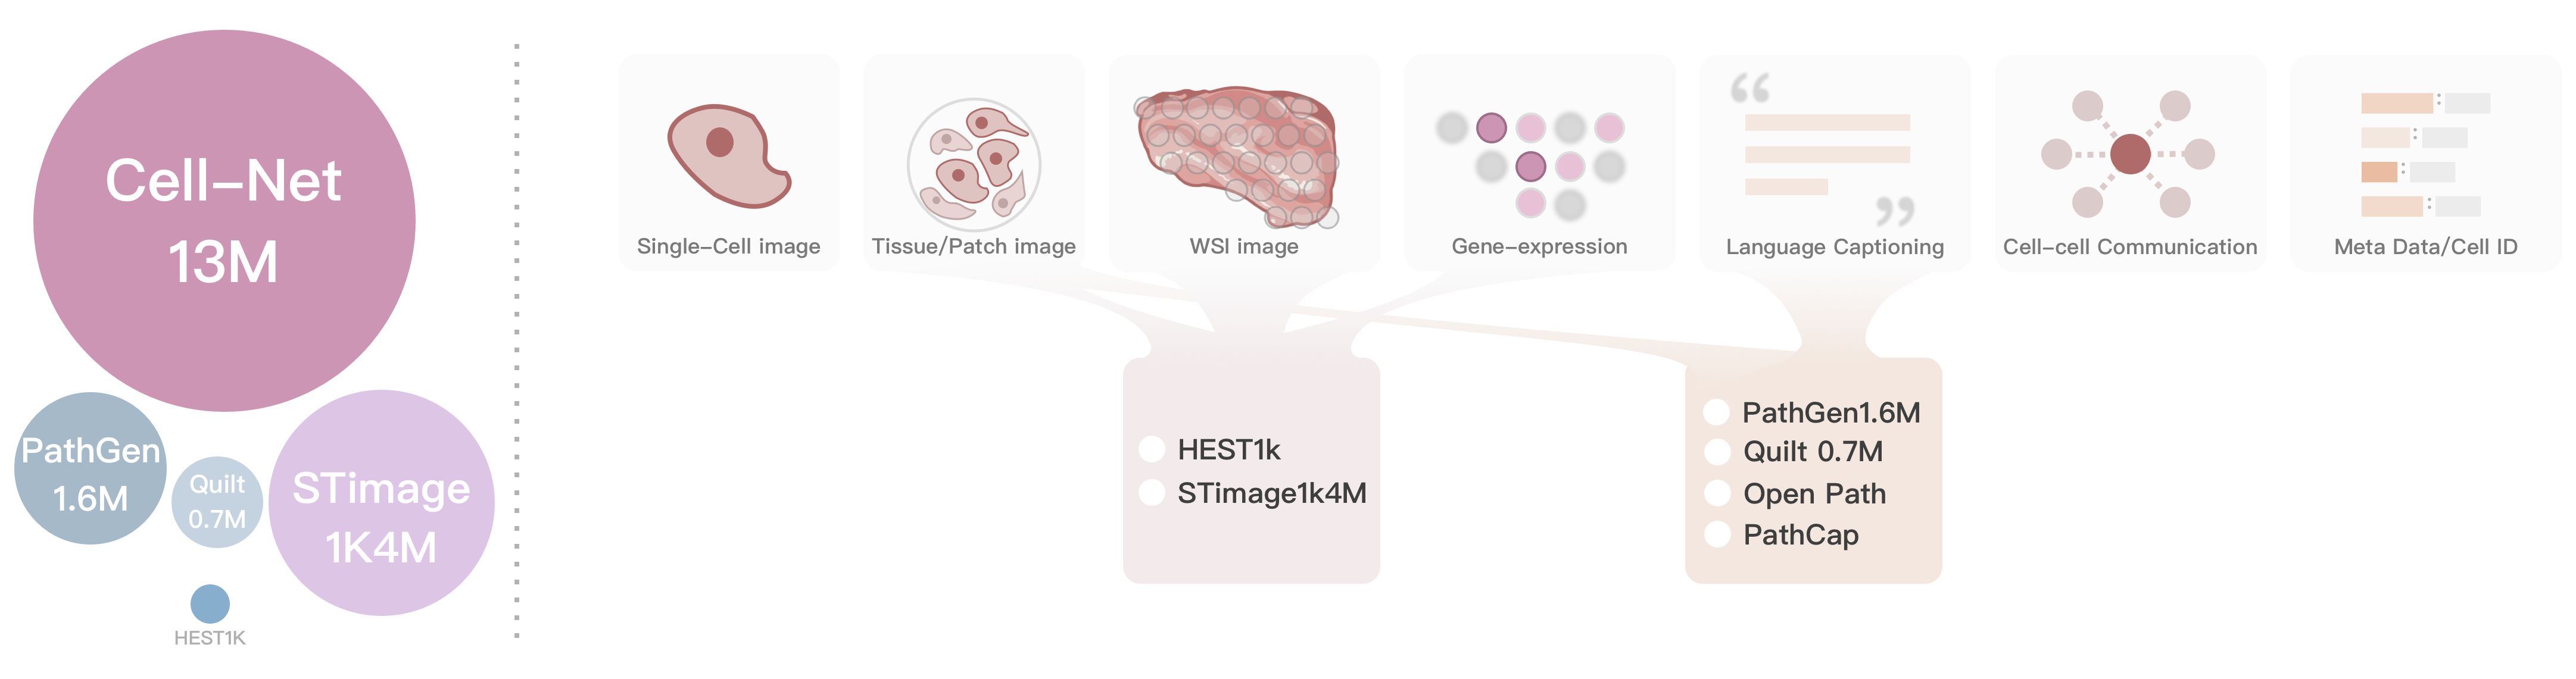 Cell–Net
13M
PathGen
1.6M
Quilt
0.7M
STimage
1K4M
HEST1K
Single–Cell image
Tissue/Patch image
WSI image
Gene–expression
Language Captioning
Cell–cell Communication
Meta Data/Cell ID
HEST1k
STimage1k4M
PathGen1.6M
Quilt 0.7M
Open Path
PathCap